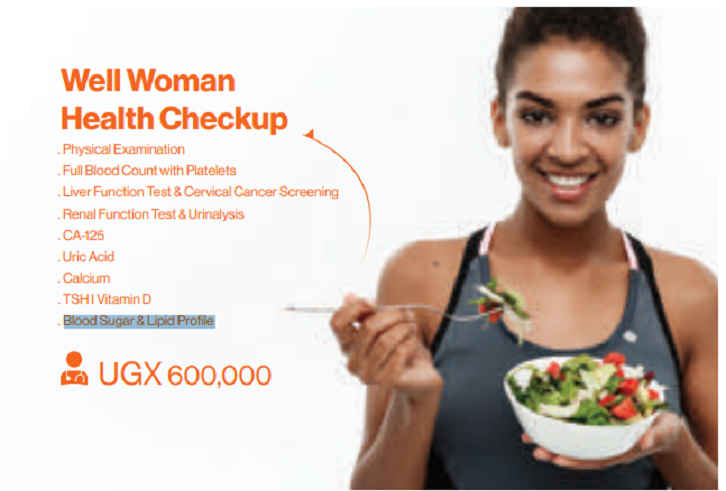 Well Woman
Health Checkup
. Physical Examination
. Full Blood Count with Platelets
. Liver Function Test & Cervical Cancer Screening
. Renal Function Test & Urinalysis
. CA-125
. Uric Acid
. Calcium
. TSH I Vitamin D
. Blood Sugar & Lipid Profile
UGX 600,000